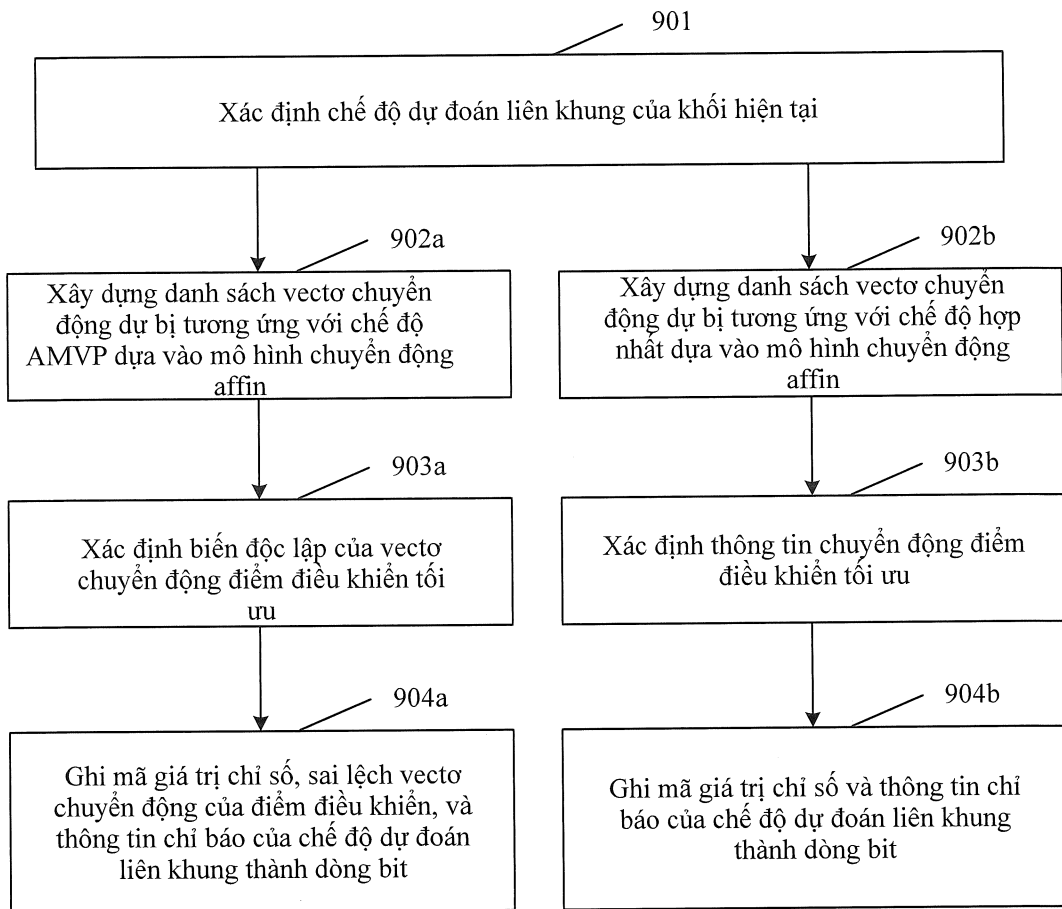 901
Xác định chế độ dự đoán liên khung của khối hiện tại
902a
Xây dựng danh sách vectơ chuyển
động dự bị tương ứng với chế độ
AMVP dựa vào mô hình chuyển động
affin
902b
Xây dựng danh sách vectơ chuyển
động dự bị tương ứng với chế độ hợp
nhất dựa vào mô hình chuyển động
affin
903a
Xác định biến độc lập của vectơ
chuyển động điểm điều khiển tối
ưu
903b
Xác định thông tin chuyển động điểm
điều khiển tối ưu
904a
Ghi mã giá trị chỉ số, sai lệch vectơ
chuyển động của điểm điều khiển, và
thông tin chỉ báo của chế độ dự đoán
liên khung thành dòng bit
904b
Ghi mã giá trị chỉ số và thông tin chỉ
báo của chế độ dự đoán liên khung
thành dòng bit